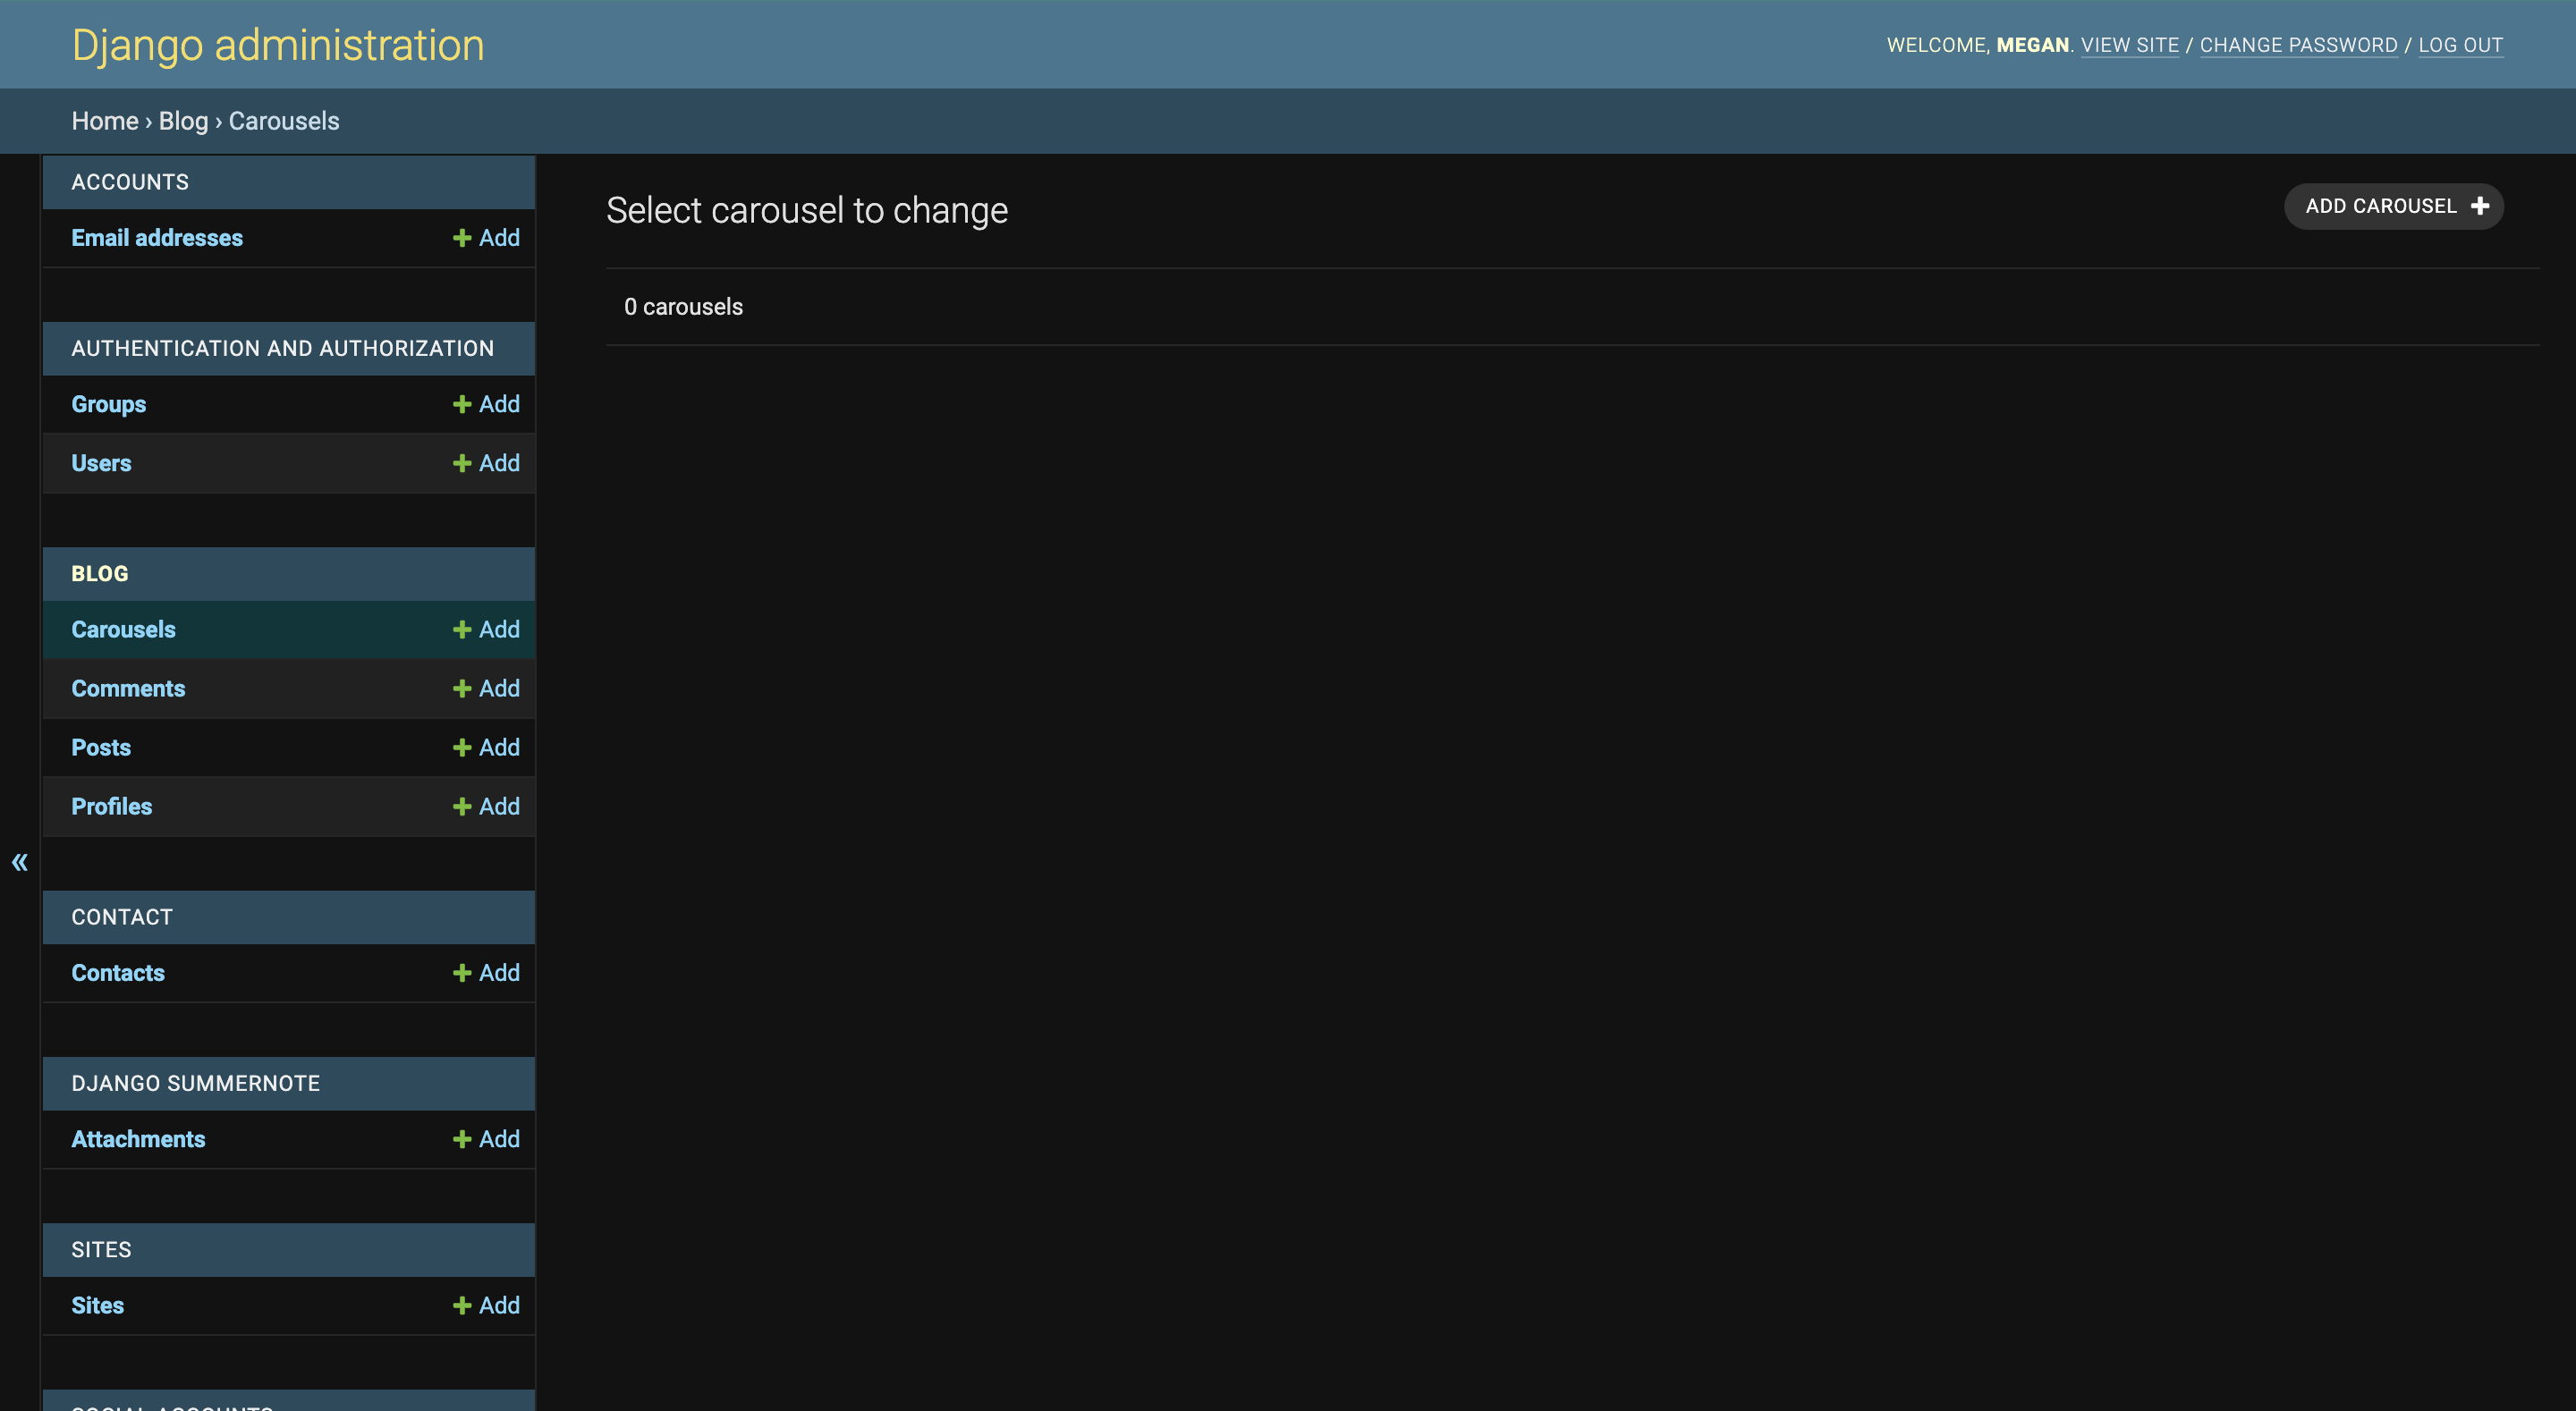 Django administration
WELCOME, MEGAN. VIEW SITE / CHANGE PASSWORD / LOG OUT
Home › Blog › Carousels
ACCOUNTS
Email addresses + Add
AUTHENTICATION AND AUTHORIZATION
Groups + Add
Users + Add
BLOG
Carousels + Add
Comments + Add
Posts + Add
Profiles + Add
«
CONTACT
Contacts + Add
DJANGO SUMMERNOTE
Attachments + Add
SITES
Sites + Add
SOCIAL ACCOUNTS
Select carousel to change
ADD CAROUSEL +
0 carousels